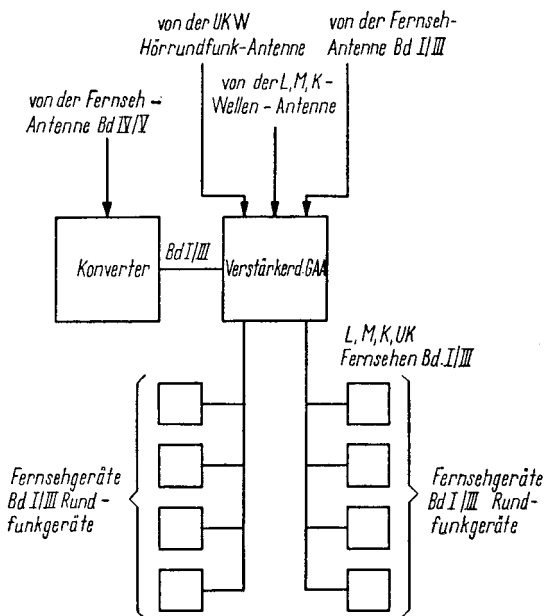 von der UKW
Hörrundfunk-Antenne
von der Fernseh-
Antenne Bd I/III
von der L, M, K-
Wellen-Antenne
von der Fernseh-
Antenne Bd IV/V
Konverter
Bd I/III
Verstärkerd.GAA
L, M, K, UK
Fernsehen Bd. I/III
Fernsehgeräte
Bd I/III Rund-
funkgeräte
Fernsehgeräte
Bd I/III Rund-
funkgeräte